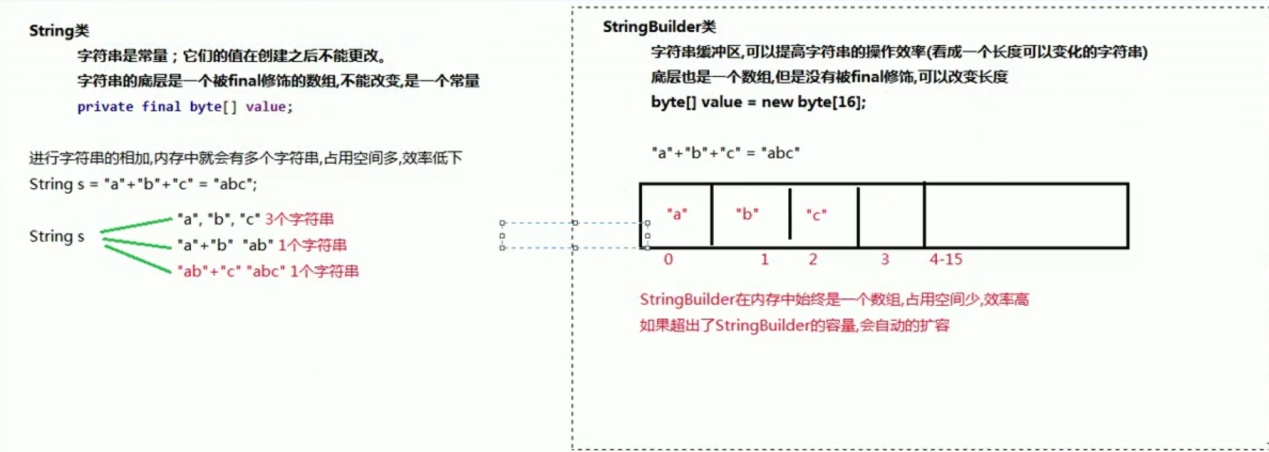 String类
字符串是常量；它们的值在创建之后不能更改。
字符串的底层是一个被final修饰的数组,不能改变,是一个常量
private final byte[] value;
进行字符串的相加,内存中就会有多个字符串,占用空间多,效率低下
String s = "a"+"b"+"c" = "abc";
String s
"a", "b", "c" 3个字符串
"a"+"b" "ab" 1个字符串
"ab"+"c" "abc" 1个字符串
StringBuilder类
字符串缓冲区,可以提高字符串的操作效率(看成一个长度可以变化的字符串)
底层也是一个数组,但是没有被final修饰,可以改变长度
byte[] value = new byte[16];
"a"+"b"+"c" = "abc"
"a" "b" "c"
0 1 2 3 4-15
StringBuilder在内存中始终是一个数组,占用空间少,效率高
如果超出了StringBuilder的容量,会自动的扩容